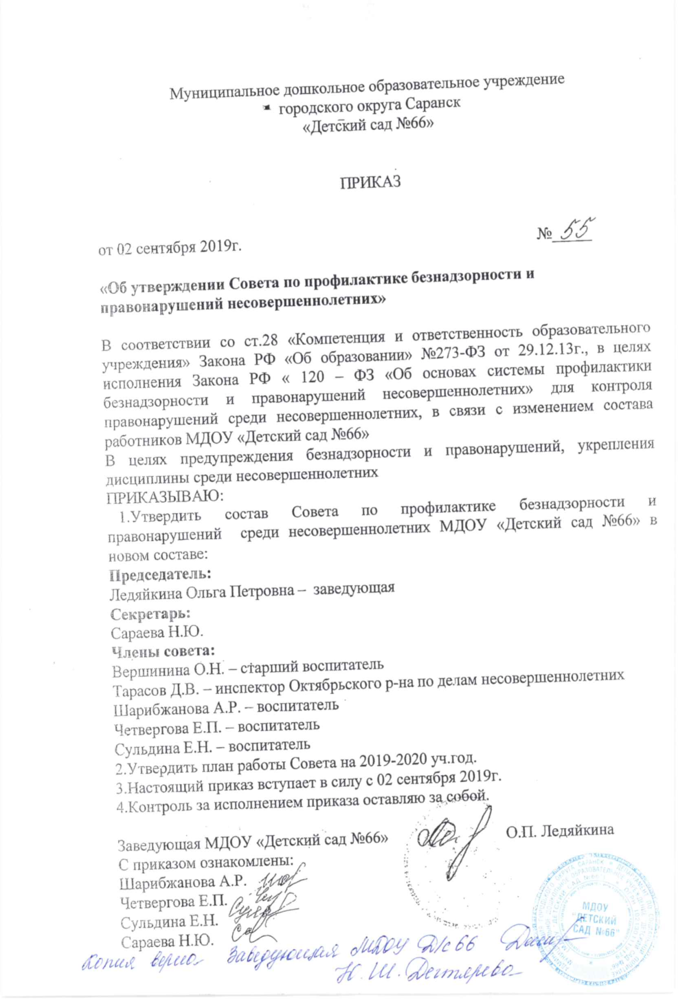 Муниципальное дошкольное образовательное учреждение
городского округа Саранск
«Детский сад №66»
ПРИКАЗ
№ 55
от 02 сентября 2019г.
«Об утверждении Совета по профилактике безнадзорности и
правонарушений несовершеннолетних»
В соответствии со ст.28 «Компетенция и ответственность образовательного
учреждения» Закона РФ «Об образовании» №273-ФЗ от 29.12.13г., в целях
исполнения Закона РФ « 120 – ФЗ «Об основах системы профилактики
безнадзорности и правонарушений несовершеннолетних» для контроля
правонарушений среди несовершеннолетних, в связи с изменением состава
работников МДОУ «Детский сад №66»
В целях предупреждения безнадзорности и правонарушений, укрепления
дисциплины среди несовершеннолетних
ПРИКАЗЫВАЮ:
1.Утвердить состав Совета по профилактике безнадзорности и
правонарушений среди несовершеннолетних МДОУ «Детский сад №66» в
новом составе:
Председатель:
Ледяйкина Ольга Петровна – заведующая
Секретарь:
Сараева Н.Ю.
Члены совета:
Вершинина О.Н. – старший воспитатель
Тарасов Д.В. – инспектор Октябрьского р-на по делам несовершеннолетних
Шарибжанова А.Р. – воспитатель
Четвергова Е.П. – воспитатель
Сульдина Е.Н. – воспитатель
2.Утвердить план работы Совета на 2019-2020 уч.год.
3.Настоящий приказ вступает в силу с 02 сентября 2019г.
4.Контроль за исполнением приказа оставляю за собой.
Заведующая МДОУ «Детский сад №66» О.П. Ледяйкина
С приказом ознакомлены:
Шарибжанова А.Р.
Четвергова Е.П.
Сульдина Е.Н.
Сараева Н.Ю.
МДОУ
"ДЕТСКИЙ
САД №66"
Копия верна Заведующая МДОУ Д/с 66
Н.Ш. Дегтярева